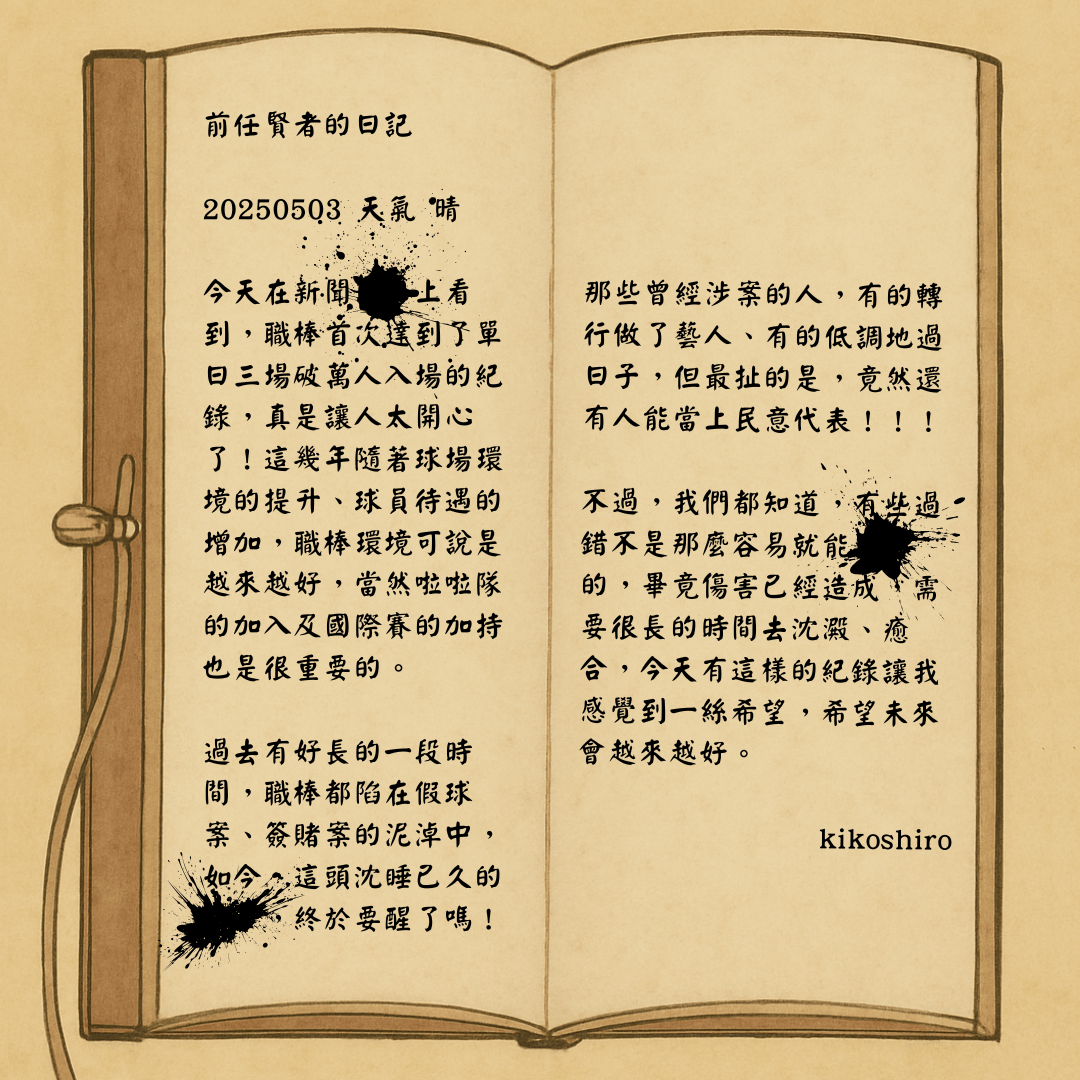 前任賢者的日記
20250503 天氣 晴
今天在新聞 上看
到，職棒首次達到了單
日三場破萬人入場的紀
錄，真是讓人太開心
了！這幾年隨著球場環
境的提升、球員待遇的
增加，職棒環境可說是
越來越好，當然啦啦隊
的加入及國際賽的加持
也是很重要的。
過去有好長的一段時
間，職棒都陷在假球
案、簽賭案的泥淖中，
如今，這頭沈睡已久的
終於要醒了嗎！
那些曾經涉案的人，有的轉
行做了藝人、有的低調地過
日子，但最扯的是，竟然還
有人能當上民意代表！！！
不過，我們都知道，有些過
錯不是那麼容易就能
的，畢竟傷害已經造成，需
要很長的時間去沈澱、癒
合，今天有這樣的紀錄讓我
感覺到一絲希望，希望未來
會越來越好。
kikoshiro